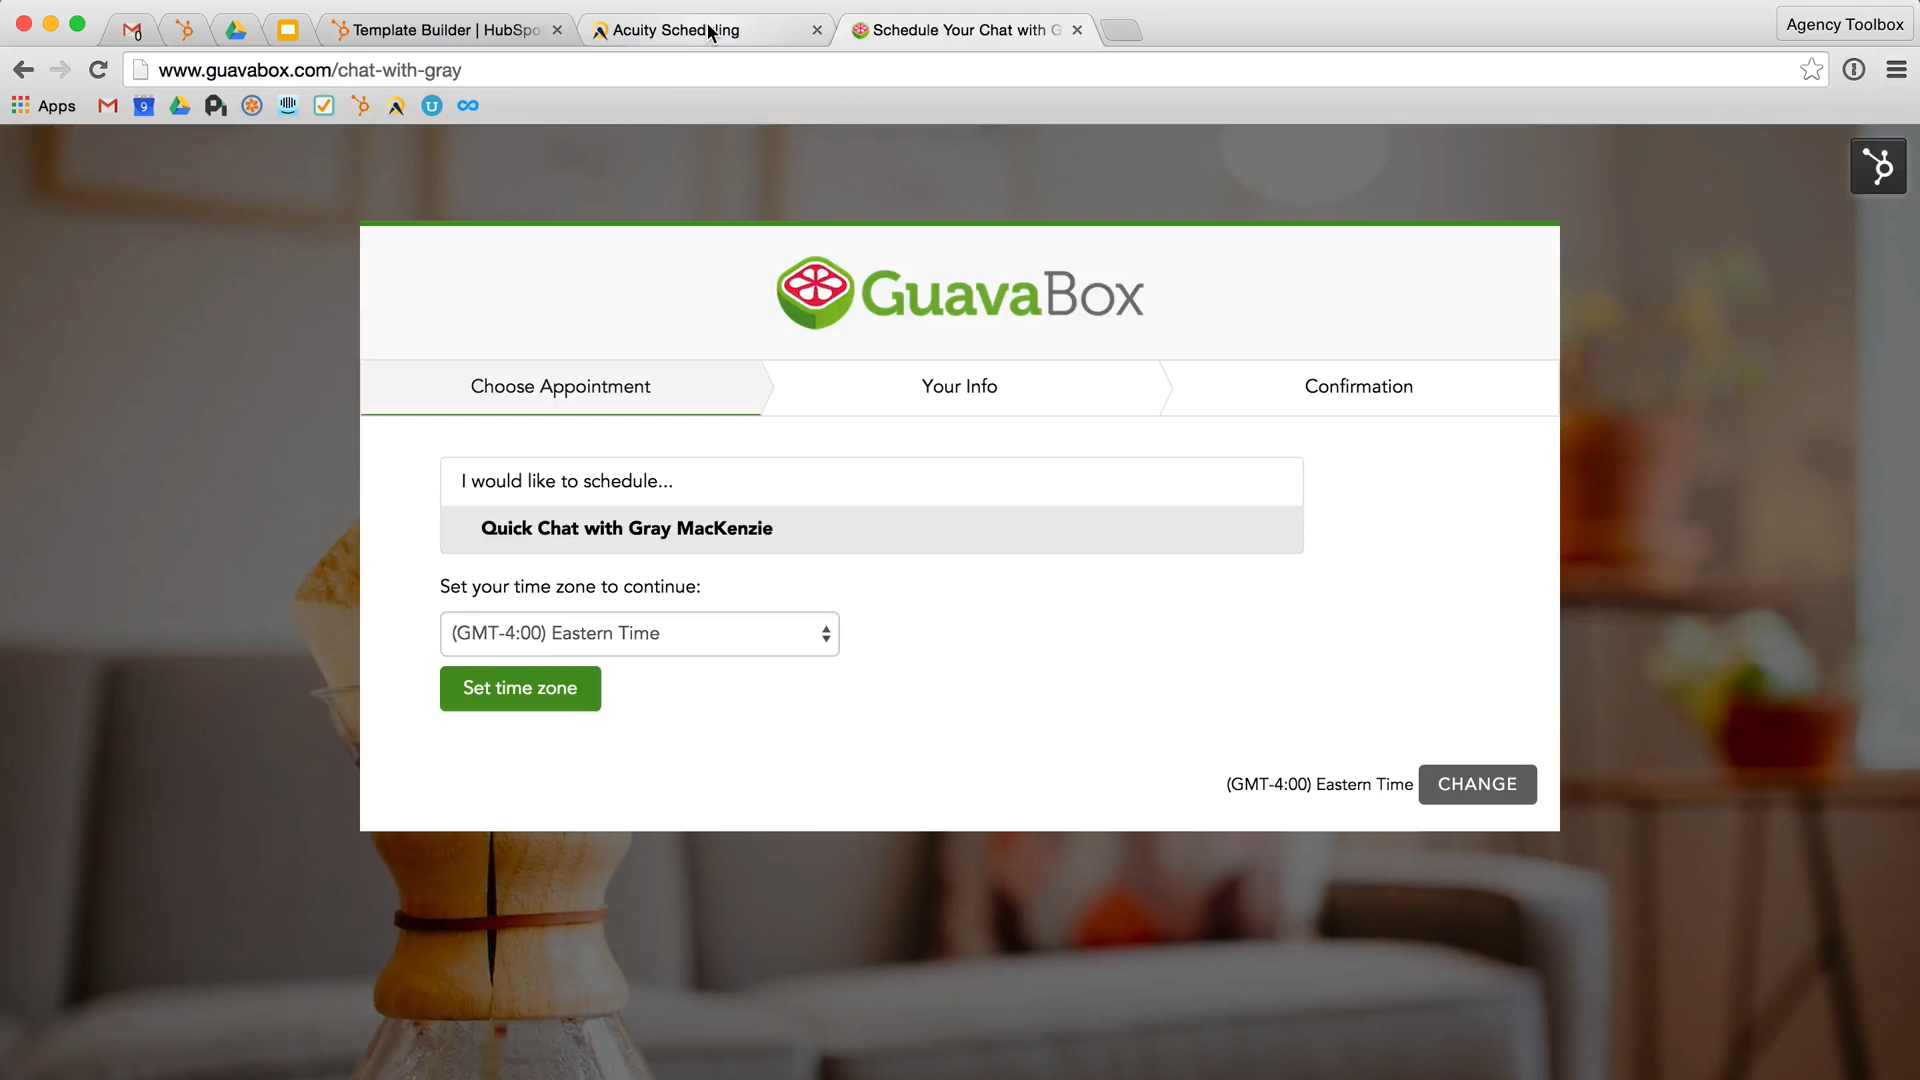 Template Builder | HubSpo
Acuity Scheduling
Schedule Your Chat with G
Agency Toolbox
www.guavabox.com/chat-with-gray
Apps
9
GuavaBox
Choose Appointment
Your Info
Confirmation
I would like to schedule...
Quick Chat with Gray MacKenzie
Set your time zone to continue:
(GMT-4:00) Eastern Time
Set time zone
(GMT-4:00) Eastern Time
CHANGE